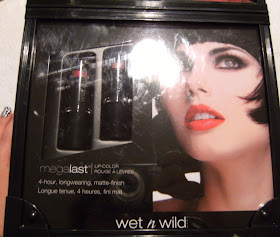 megalast LIP COLOR
ROUGE À LÈVRES
4-hour, longwearing, matte-finish
Longue tenue, 4 heures, fini mat
wet n wild